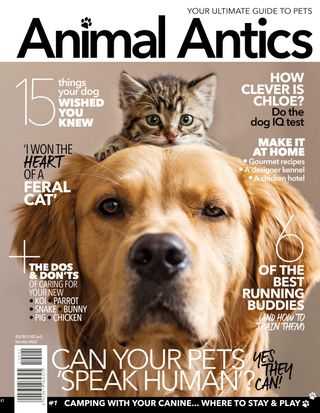 YOUR ULTIMATE GUIDE TO PETS
Animal Antics
15 things
your dog
WISHED
YOU
KNEW
HOW
CLEVER IS
CHLOE?
Do the
dog IQ test
MAKE IT
AT HOME
• Gourmet recipes
• A designer kennel
• A chicken hotel
'I WON THE
HEART
OF A
FERAL
CAT'
6
OF THE
BEST
RUNNING
BUDDIES
(AND HOW TO
TRAIN THEM)
+
THE DOS
& DON'TS
OF CARING
FOR YOUR
NEW
• KOI • PARROT
• SNAKE • BUNNY
• PIG • CHICKEN
CAN YOUR PETS
'SPEAK HUMAN'?
YES,
THEY
CAN!
#1 CAMPING WITH YOUR CANINE... WHERE TO STAY & PLAY